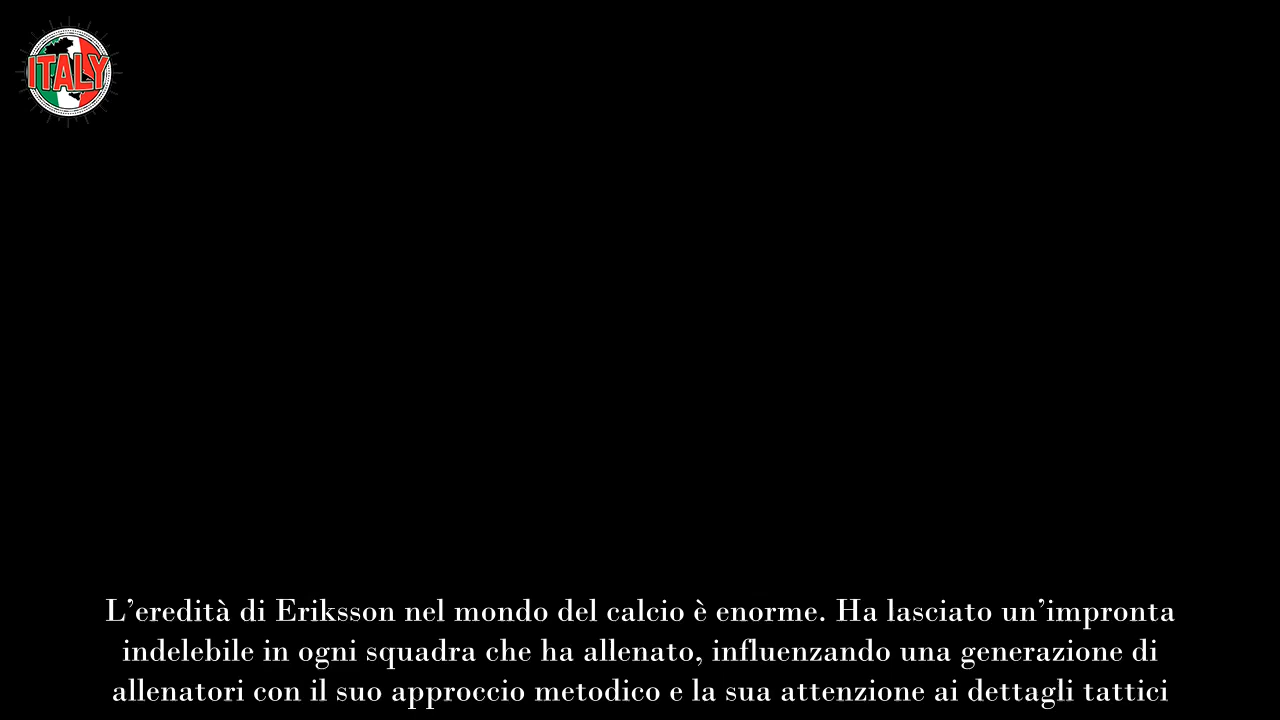 ITALY
L’eredità di Eriksson nel mondo del calcio è enorme. Ha lasciato un’impronta
indelebile in ogni squadra che ha allenato, influenzando una generazione di
allenatori con il suo approccio metodico e la sua attenzione ai dettagli tattici